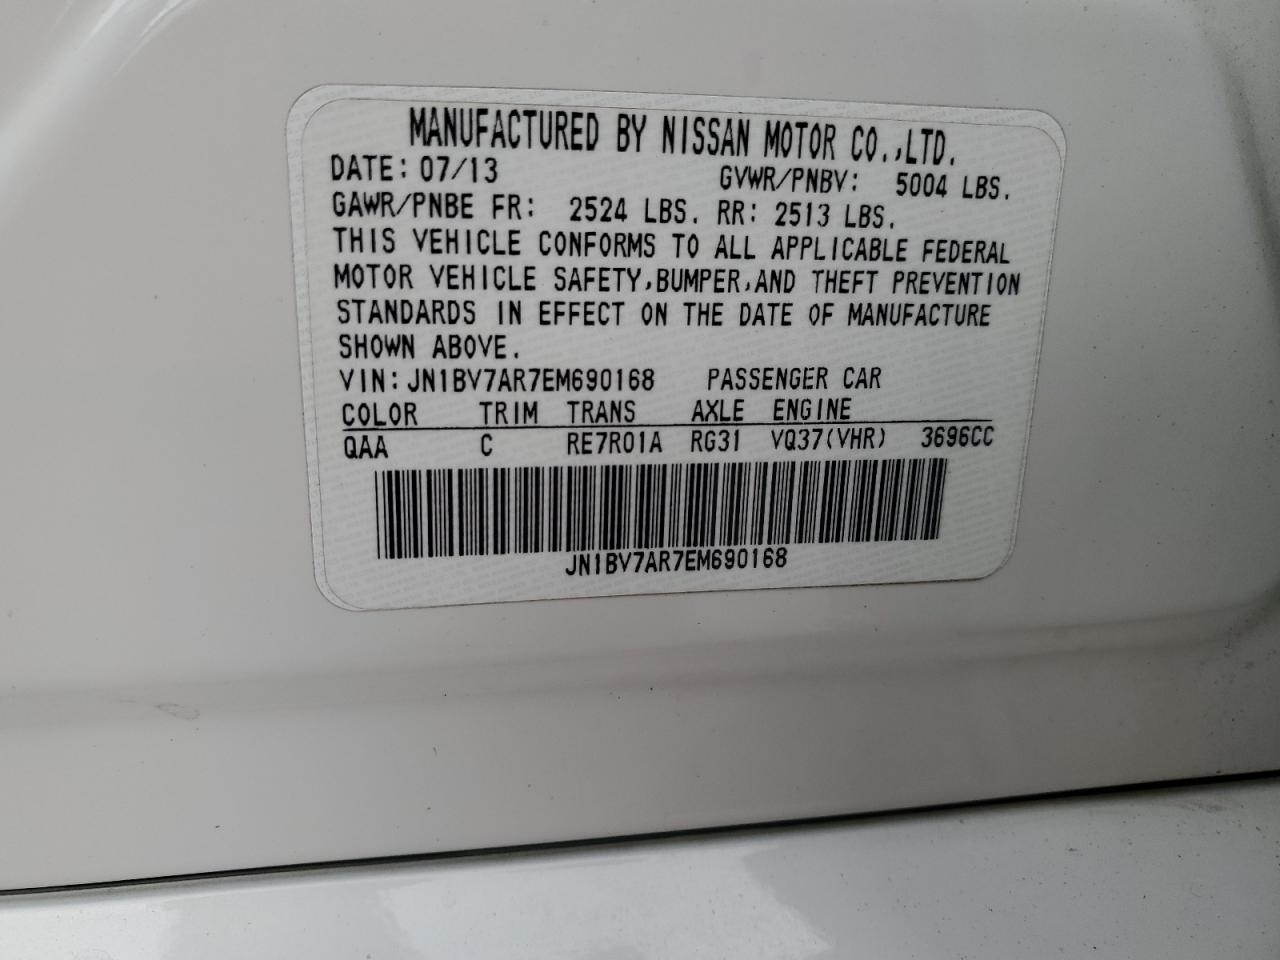 MANUFACTURED BY NISSAN MOTOR CO.,LTD.
DATE: 07/13 GVWR/PNBV: 5004 LBS.
GAWR/PNBE FR: 2524 LBS. RR: 2513 LBS.
THIS VEHICLE CONFORMS TO ALL APPLICABLE FEDERAL
MOTOR VEHICLE SAFETY,BUMPER,AND THEFT PREVENTION
STANDARDS IN EFFECT ON THE DATE OF MANUFACTURE
SHOWN ABOVE.
VIN: JN1BV7AR7EM690168 PASSENGER CAR
COLOR TRIM TRANS AXLE ENGINE
QAA C RE7R01A RG31 VQ37(VHR) 3696CC
JN1BV7AR7EM690168